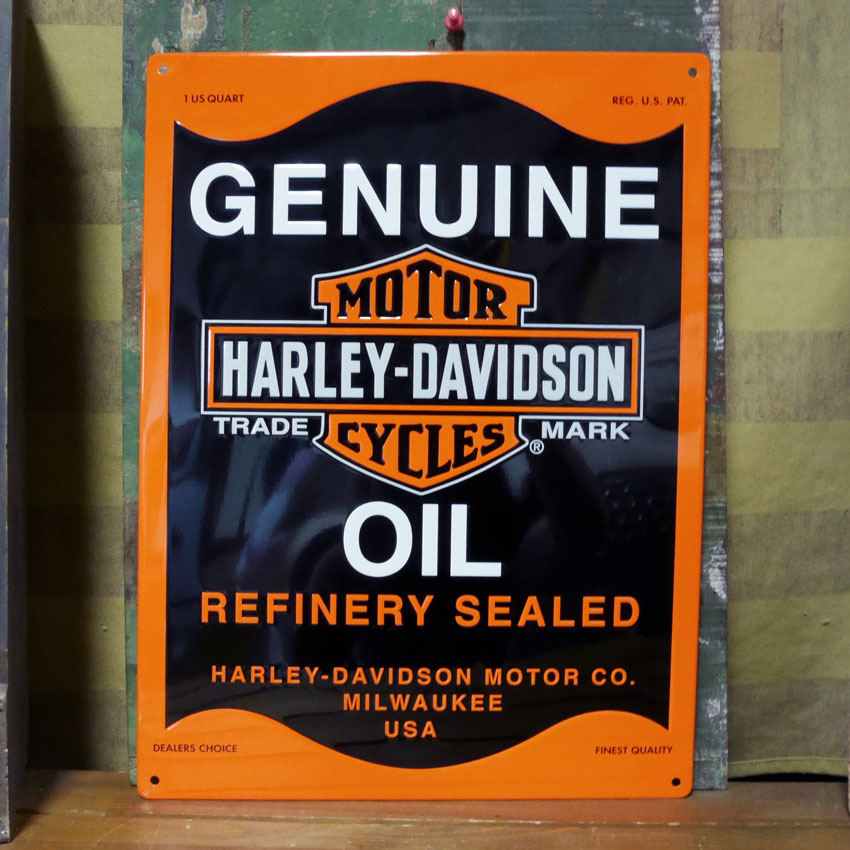 1 US QUART
REG. U.S. PAT.
GENUINE
MOTOR
HARLEY-DAVIDSON
TRADE MARK
CYCLES ®
OIL
REFINERY SEALED
HARLEY-DAVIDSON MOTOR CO.
MILWAUKEE
USA
DEALERS CHOICE
FINEST QUALITY